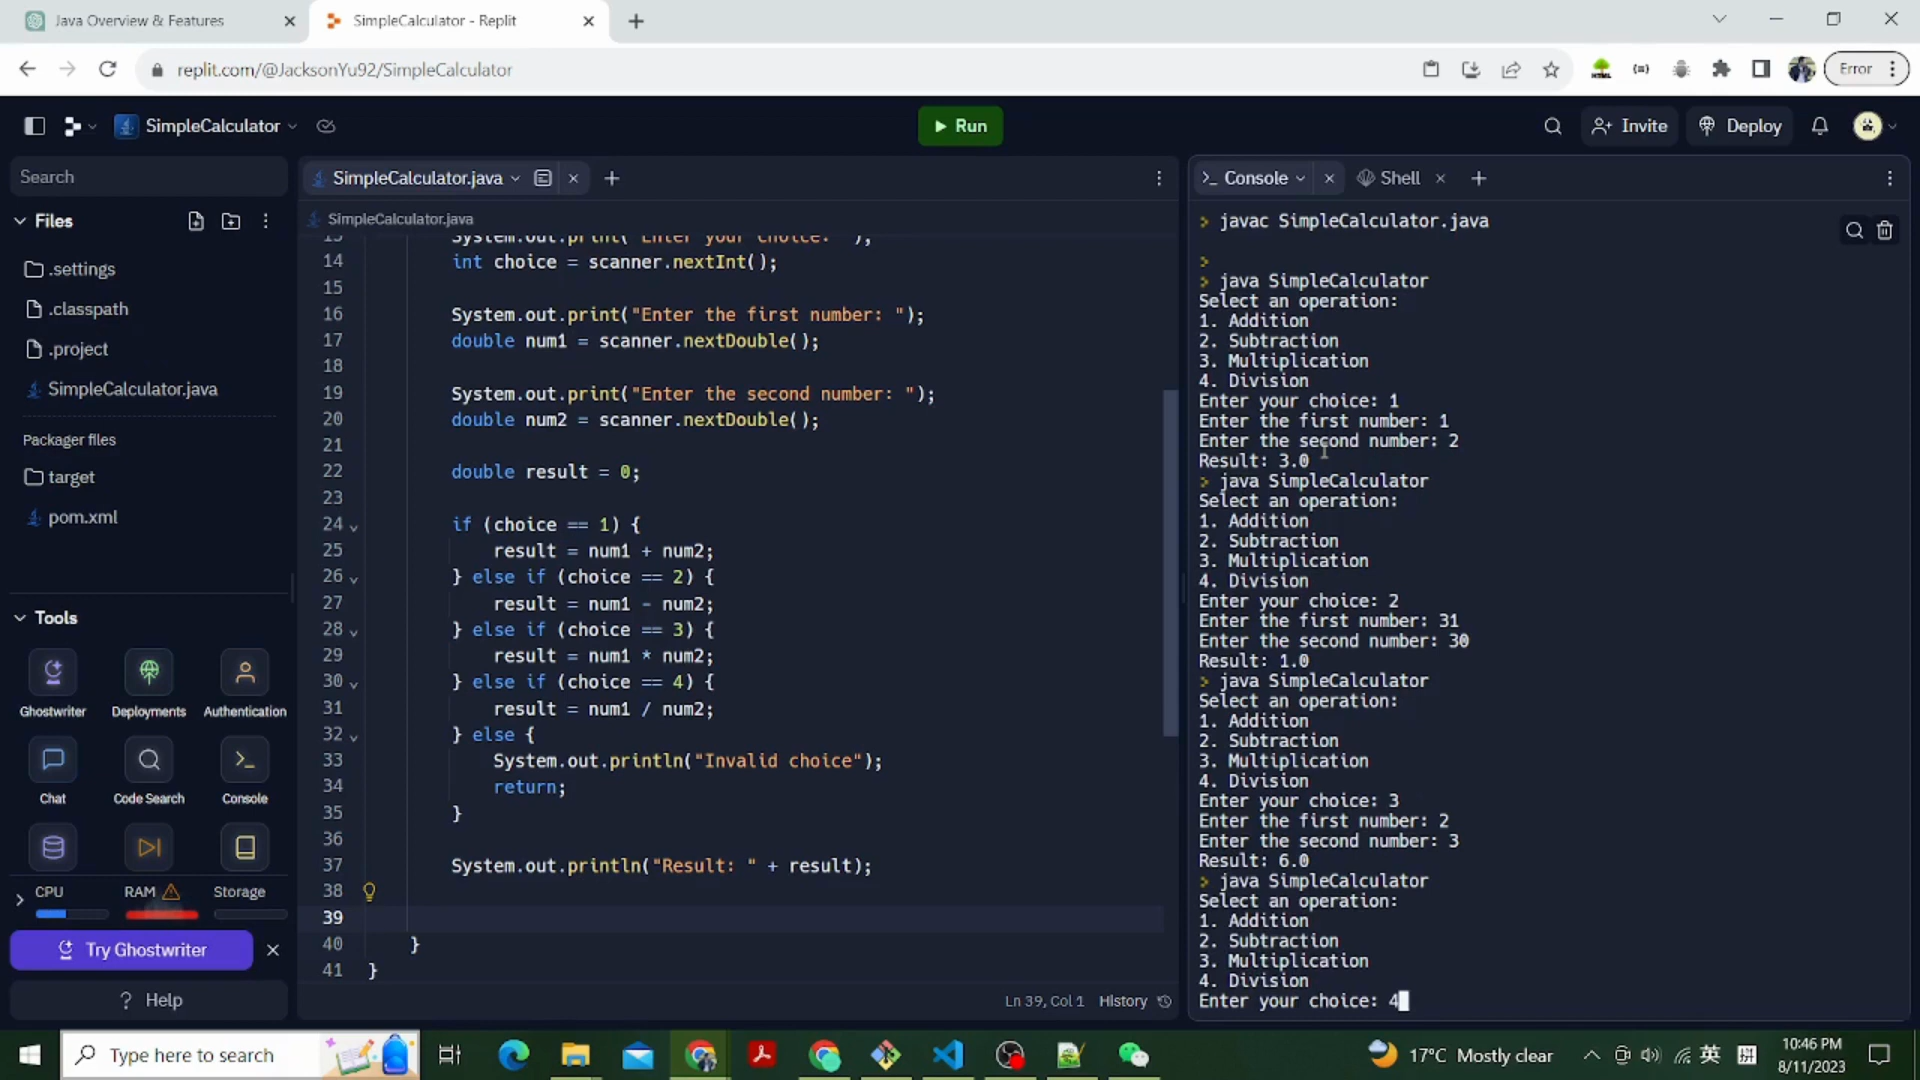 Java Overview & Features
SimpleCalculator - Replit
replit.com/@JacksonYu92/SimpleCalculator
Error
SimpleCalculator
Run
Invite
Deploy
Search
Files
.settings
.classpath
.project
SimpleCalculator.java
Packager files
target
pom.xml
Tools
Ghostwriter
Deployments
Authentication
Chat
Code Search
Console
CPU
RAM
Storage
Try Ghostwriter
? Help
SimpleCalculator.java
SimpleCalculator.java
13 System.out.print("Enter your choice: ");
14 int choice = scanner.nextInt();
15
16 System.out.print("Enter the first number: ");
17 double num1 = scanner.nextDouble();
18
19 System.out.print("Enter the second number: ");
20 double num2 = scanner.nextDouble();
21
22 double result = 0;
23
24 if (choice == 1) {
25 result = num1 + num2;
26 } else if (choice == 2) {
27 result = num1 - num2;
28 } else if (choice == 3) {
29 result = num1 * num2;
30 } else if (choice == 4) {
31 result = num1 / num2;
32 } else {
33 System.out.println("Invalid choice");
34 return;
35 }
36
37 System.out.println("Result: " + result);
38
39
40 }
41 }
Ln 39, Col 1 History
Console
Shell
> javac SimpleCalculator.java
>
> java SimpleCalculator
Select an operation:
1. Addition
2. Subtraction
3. Multiplication
4. Division
Enter your choice: 1
Enter the first number: 1
Enter the second number: 2
Result: 3.0
> java SimpleCalculator
Select an operation:
1. Addition
2. Subtraction
3. Multiplication
4. Division
Enter your choice: 2
Enter the first number: 31
Enter the second number: 30
Result: 1.0
> java SimpleCalculator
Select an operation:
1. Addition
2. Subtraction
3. Multiplication
4. Division
Enter your choice: 3
Enter the first number: 2
Enter the second number: 3
Result: 6.0
> java SimpleCalculator
Select an operation:
1. Addition
2. Subtraction
3. Multiplication
4. Division
Enter your choice: 4
Type here to search
17°C Mostly clear
英
拼
10:46 PM
8/11/2023